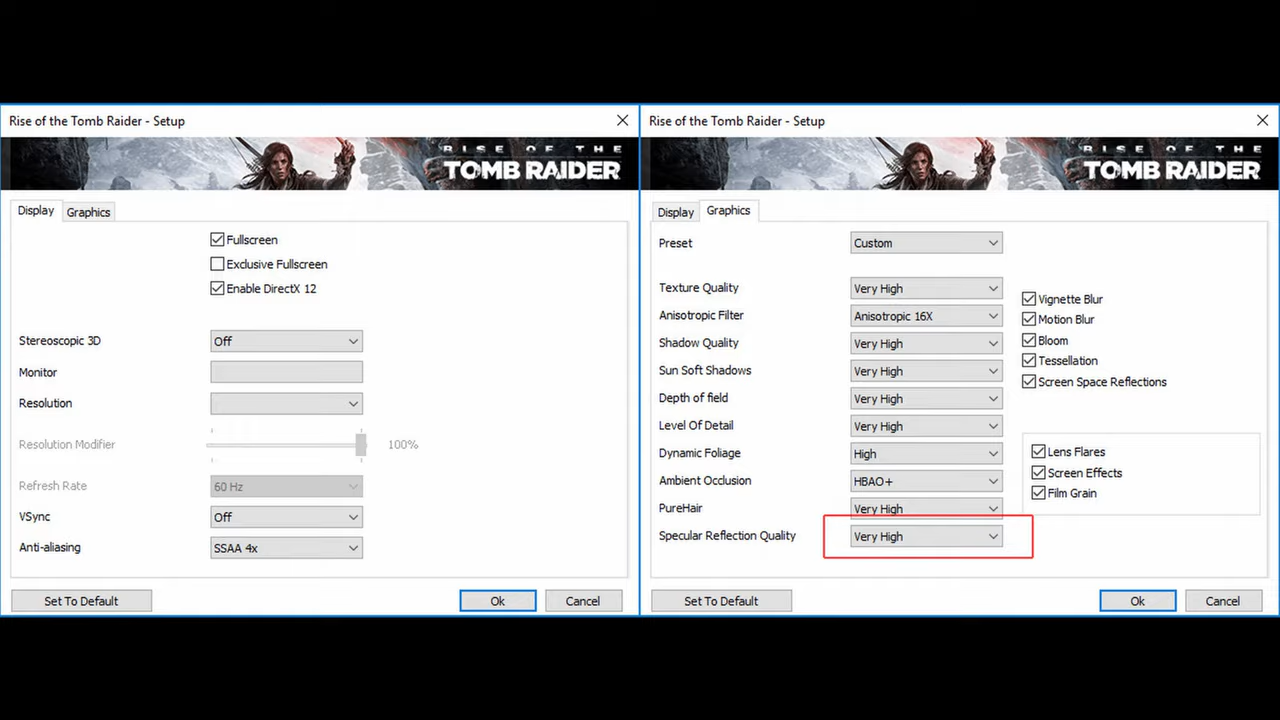 Rise of the Tomb Raider - Setup
RISE OF THE
TOMB RAIDER
Display Graphics
Fullscreen
Exclusive Fullscreen
Enable DirectX 12
Stereoscopic 3D Off
Monitor
Resolution
Resolution Modifier 100%
Refresh Rate 60 Hz
VSync Off
Anti-aliasing SSAA 4x
Set To Default Ok Cancel
Rise of the Tomb Raider - Setup
RISE OF THE
TOMB RAIDER
Display Graphics
Preset Custom
Texture Quality Very High
Anisotropic Filter Anisotropic 16X
Shadow Quality Very High
Sun Soft Shadows Very High
Depth of field Very High
Level Of Detail Very High
Dynamic Foliage High
Ambient Occlusion HBAO+
PureHair Very High
Specular Reflection Quality Very High
Vignette Blur
Motion Blur
Bloom
Tessellation
Screen Space Reflections
Lens Flares
Screen Effects
Film Grain
Set To Default Ok Cancel